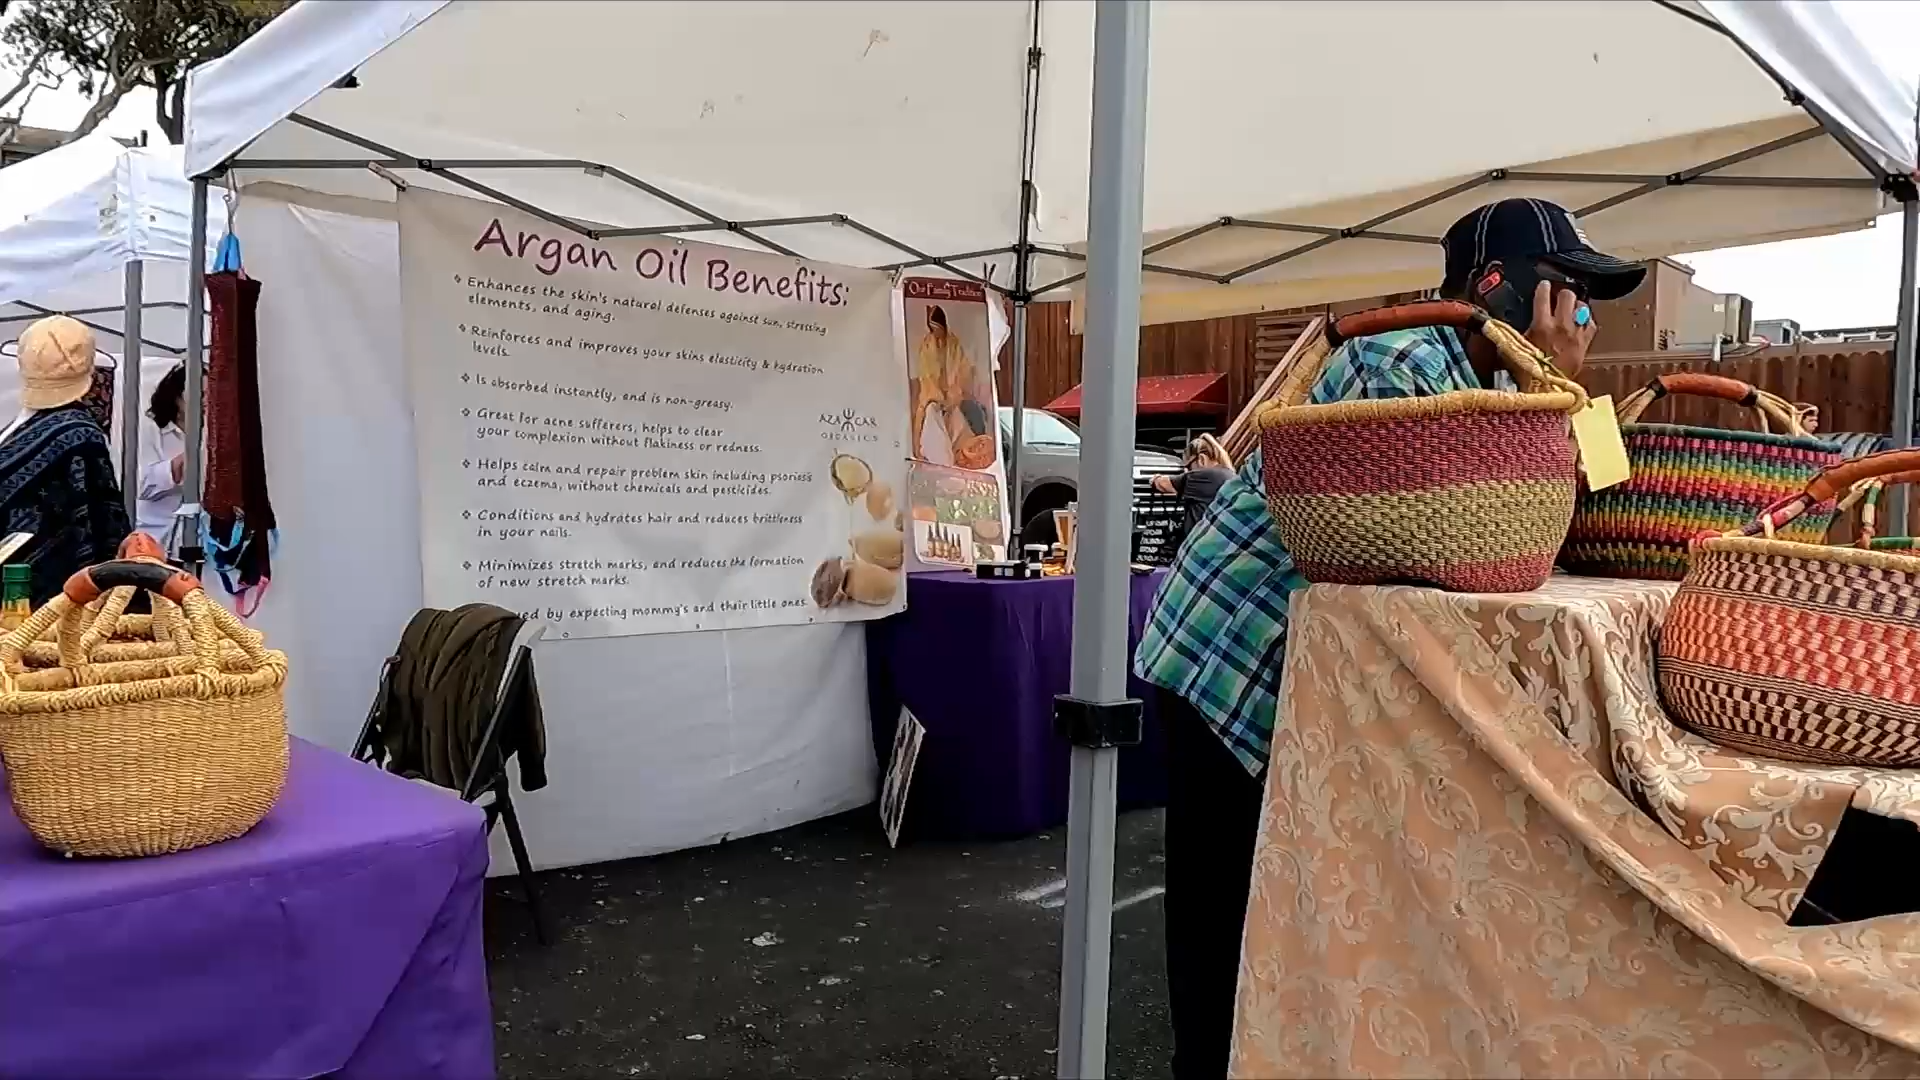 Argan Oil Benefits:
Enhances the skin's natural defenses against sun, stressing
elements, and aging.
Reinforces and improves your skins elasticity & hydration
levels.
Is absorbed instantly, and is non-greasy.
Great for acne sufferers, helps to clear
your complexion without flakiness or redness.
Helps calm and repair problem skin including psoriosis
and eczema, without chemicals and pesticides.
Conditions and hydrates hair and reduces brittleness
in your nails.
Minimizes stretch marks, and reduces the formation
of new stretch marks.
ed by expecting mommy's and their little ones.
ORGANICS
Our Family Tradition